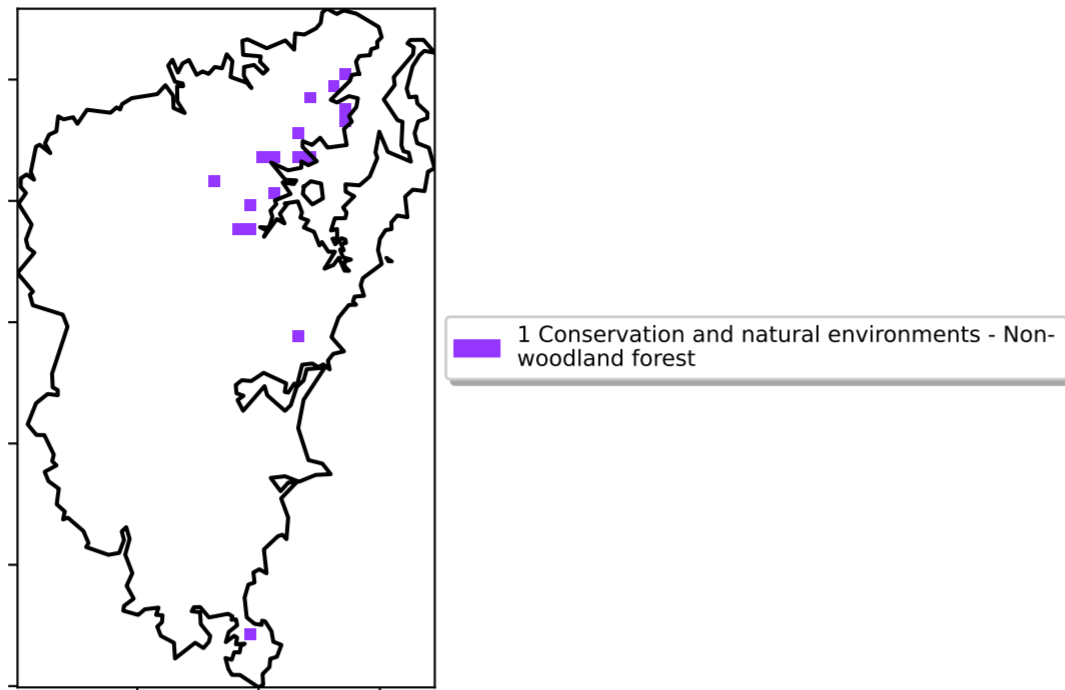 1 Conservation and natural environments - Non-
woodland forest